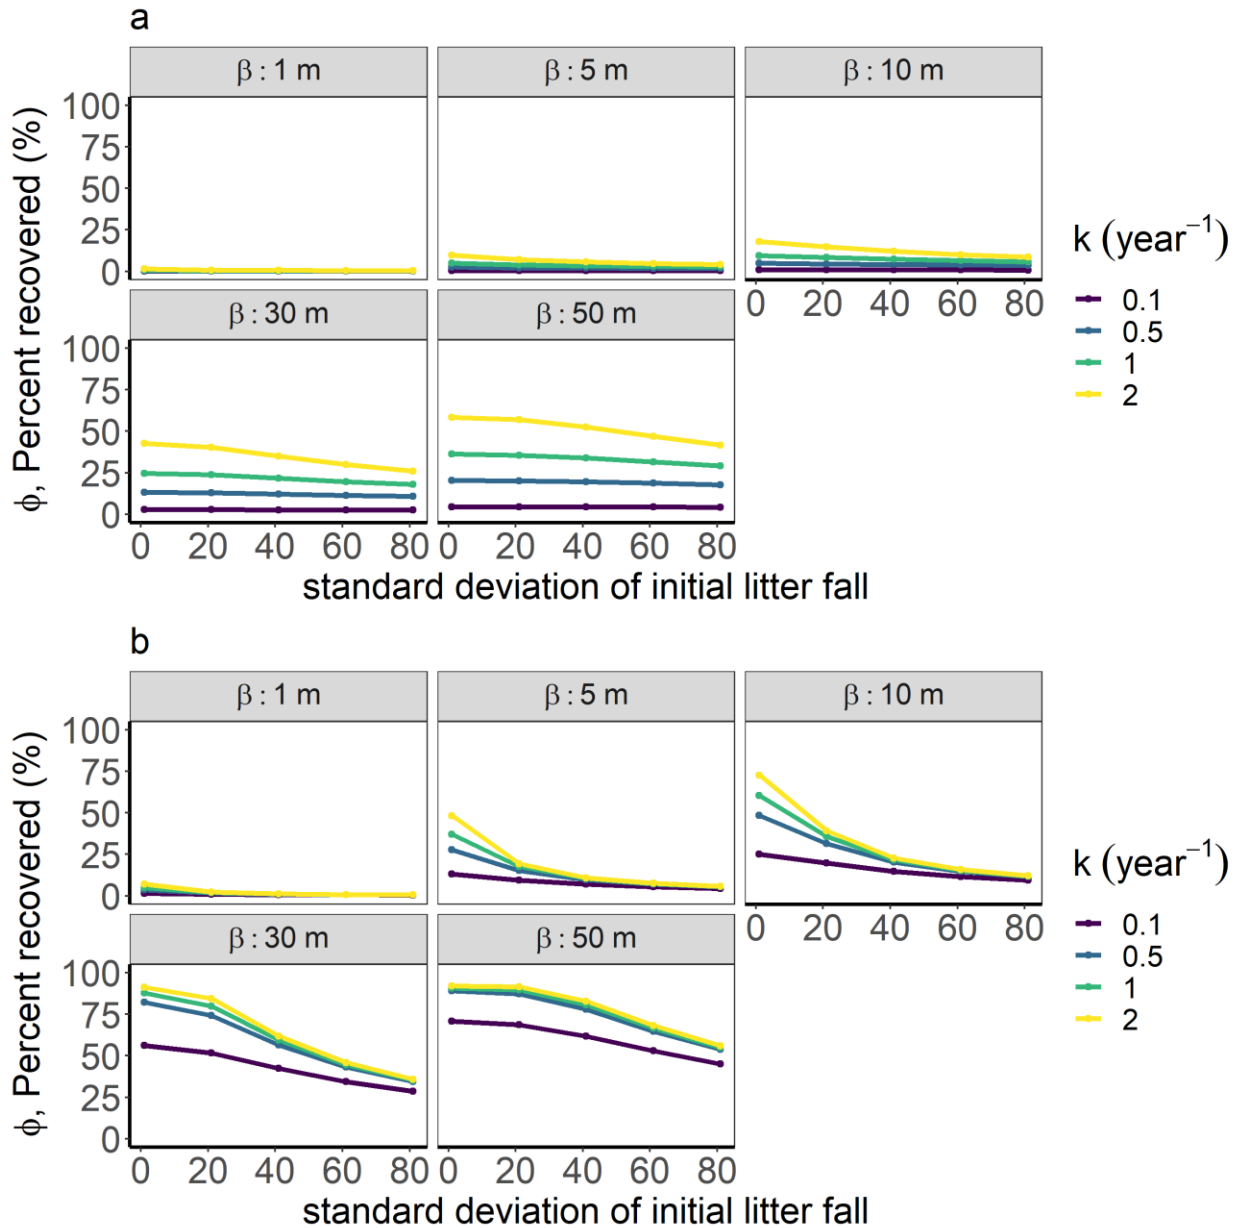 a
β : 1 m
β : 5 m
β : 10 m
100
75
50
25
0
0 20 40 60 80
β : 30 m
β : 50 m
100
75
50
25
0
0 20 40 60 80
0 20 40 60 80
ϕ, Percent recovered (%)
standard deviation of initial litter fall
k (year⁻¹)
0.1
0.5
1
2
b
β : 1 m
β : 5 m
β : 10 m
100
75
50
25
0
0 20 40 60 80
β : 30 m
β : 50 m
100
75
50
25
0
0 20 40 60 80
0 20 40 60 80
ϕ, Percent recovered (%)
standard deviation of initial litter fall
k (year⁻¹)
0.1
0.5
1
2